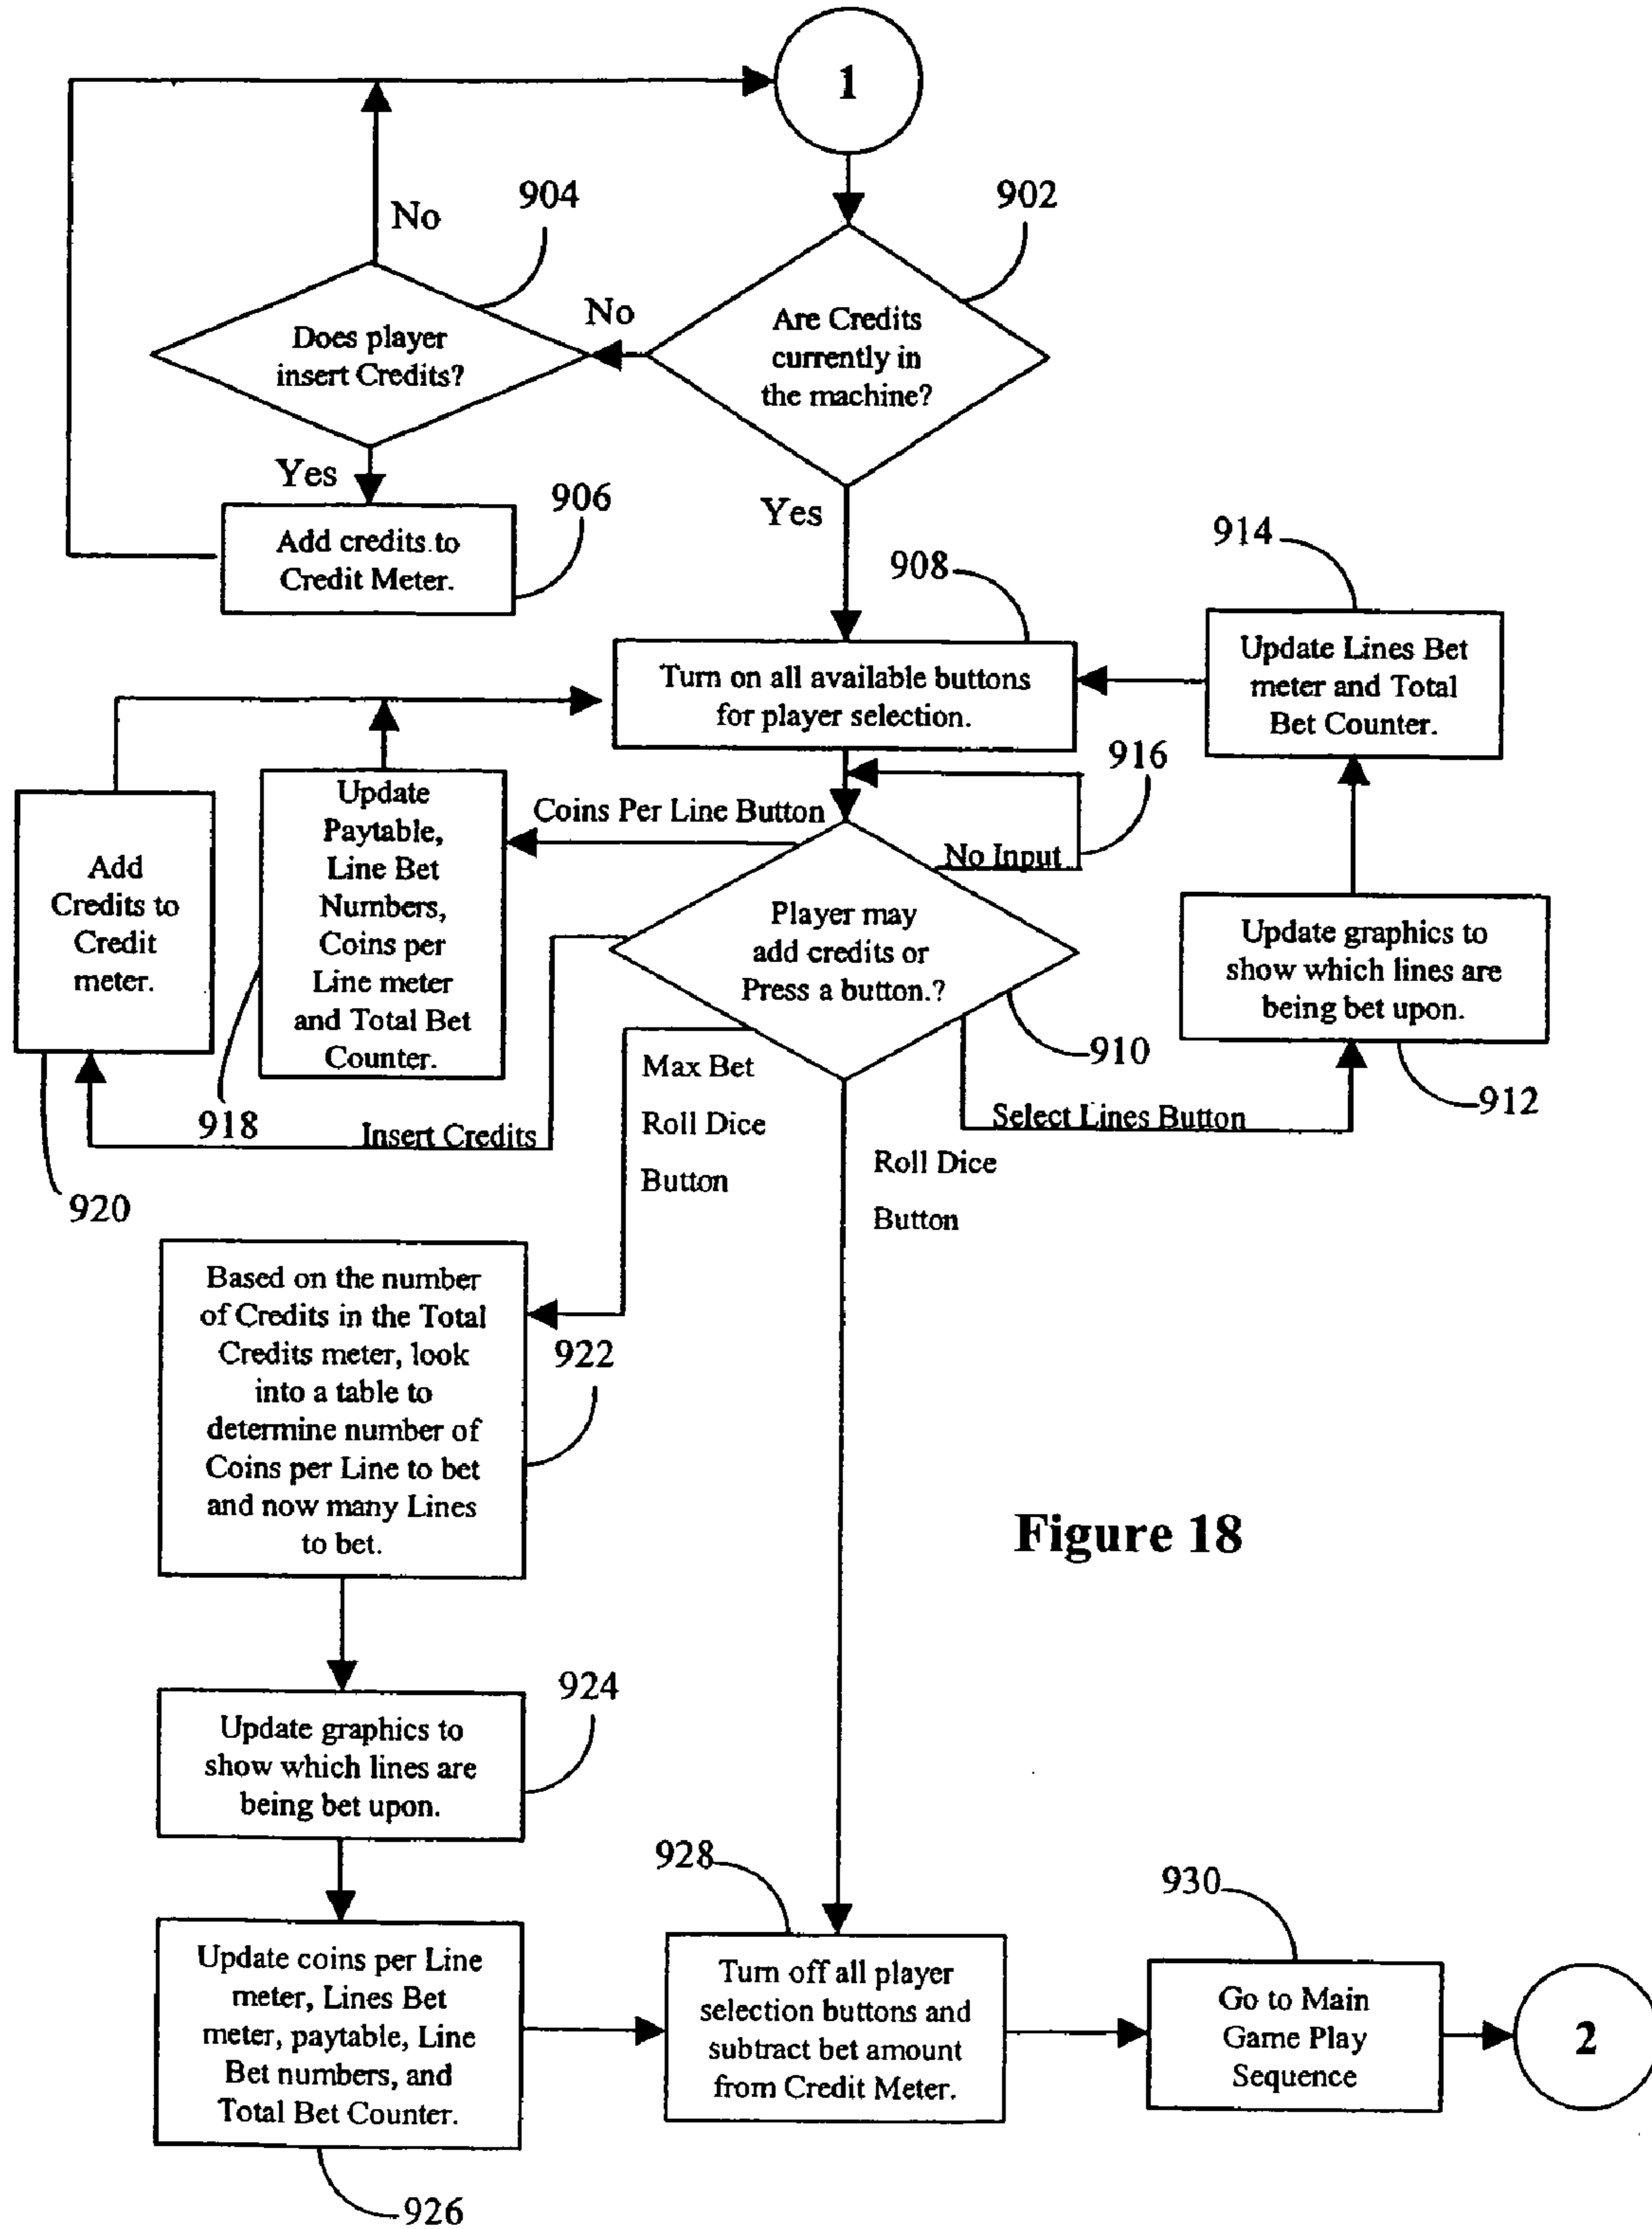 1
904
902
No
No
Does player
insert Credits?
Are Credits
currently in
the machine?
Yes
906
Yes
Add credits to
Credit Meter.
914
908
Turn on all available buttons
for player selection.
Update Lines Bet
meter and Total
Bet Counter.
916
Coins Per Line Button
No Input
Update
Paytable,
Line Bet
Numbers,
Coins per
Line meter
and Total Bet
Counter.
Add
Credits to
Credit
meter.
Player may
add credits or
Press a button.?
Update graphics to
show which lines are
being bet upon.
910
912
918
Insert Credits
Max Bet
Roll Dice
Button
Select Lines Button
Roll Dice
Button
920
Based on the number
of Credits in the Total
Credits meter, look
into a table to
determine number of
Coins per Line to bet
and now many Lines
to bet.
922
Figure 18
924
Update graphics to
show which lines are
being bet upon.
928
930
Update coins per Line
meter, Lines Bet
meter, paytable, Line
Bet numbers, and
Total Bet Counter.
Turn off all player
selection buttons and
subtract bet amount
from Credit Meter.
Go to Main
Game Play
Sequence
2
926